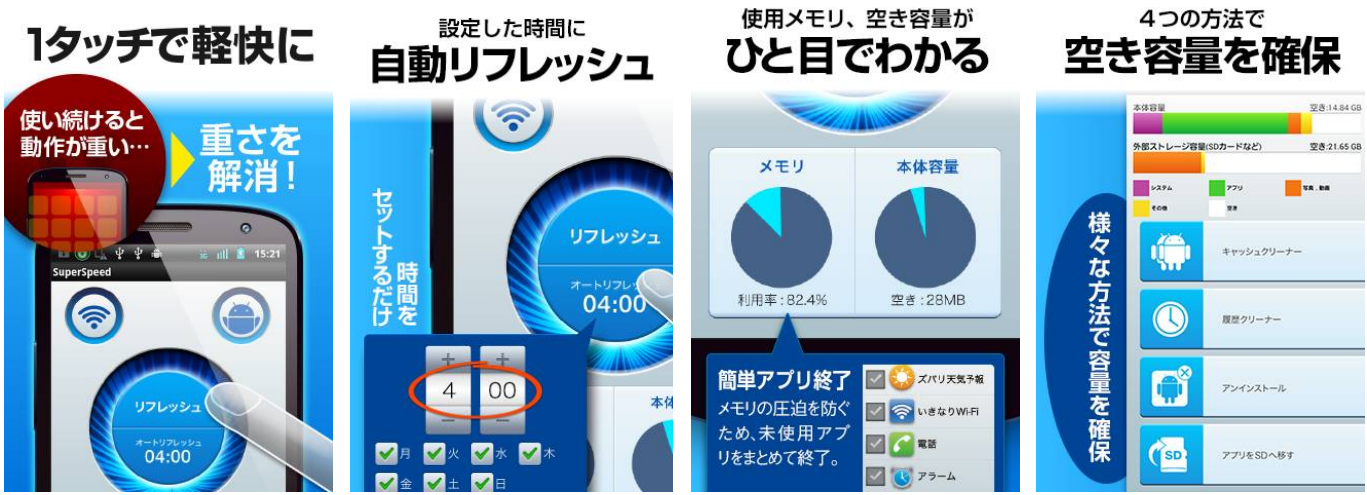 1タッチで軽快に
使い続けると
動作が重い…
重さを
解消！
15:21
SuperSpeed
リフレッシュ
オートリフレッシュ
04:00
設定した時間に
自動リフレッシュ
時間を
セットするだけ
リフレッシュ
オートリフレッ
04:00
+ +
4 00
月 火 水 木
金 土 日
本体
使用メモリ、空き容量が
ひと目でわかる
メモリ
利用率：82.4%
本体容量
空き：28MB
簡単アプリ終了
メモリの圧迫を防ぐ
ため、未使用アプ
リをまとめて終了。
ズバリ天気予報
いきなりWi-Fi
電話
アラーム
4つの方法で
空き容量を確保
様々な方法で容量を確保
本体容量 空き:14.84 GB
外部ストレージ容量(SDカードなど) 空き:21.65 GB
システム アプリ 写真、動画
その他 空き
キャッシュクリーナー
履歴クリーナー
アンインストール
SD
アプリをSDへ移す